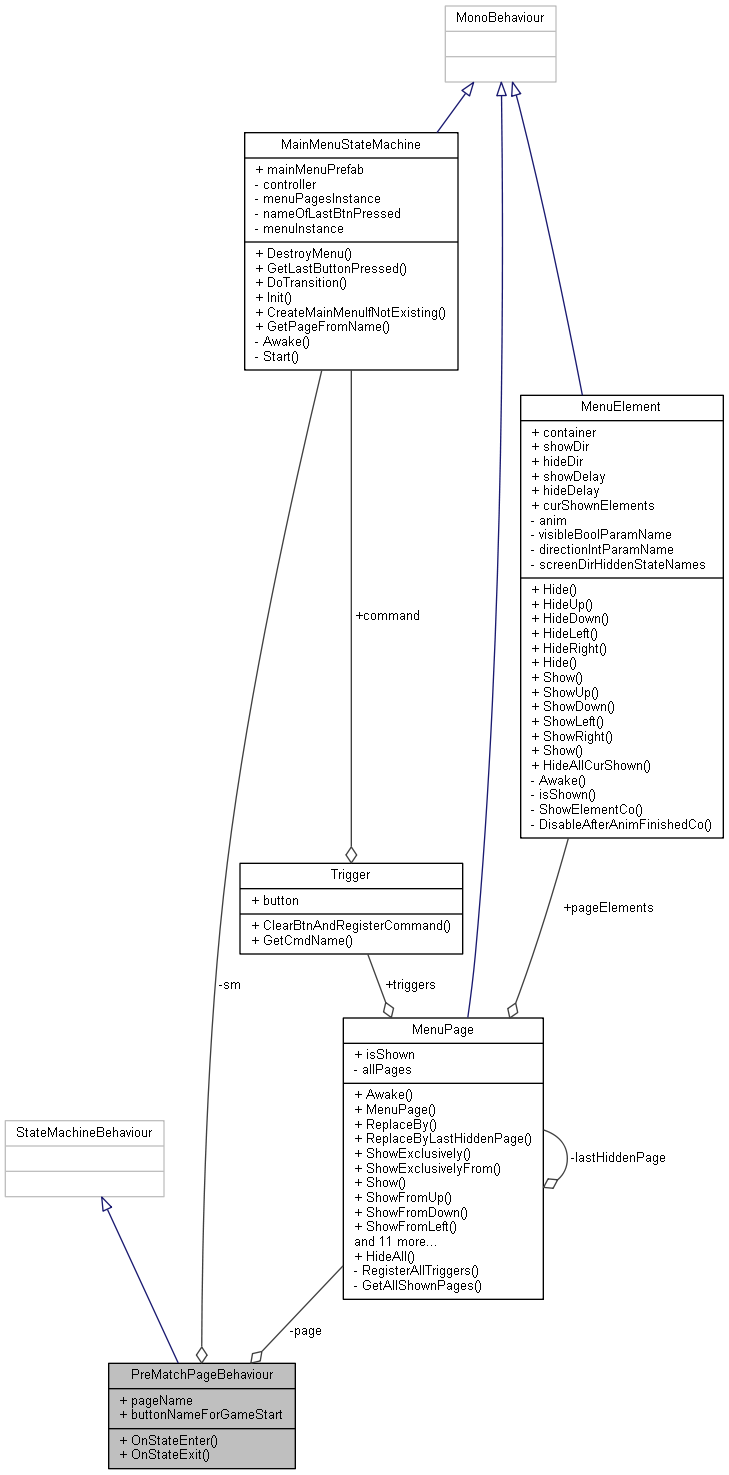 MonoBehaviour
MainMenuStateMachine
+ mainMenuPrefab
- controller
- menuPagesInstance
- nameOfLastBtnPressed
- menuInstance
+ DestroyMenu()
+ GetLastButtonPressed()
+ DoTransition()
+ Init()
+ CreateMainMenuIfNotExisting()
+ GetPageFromName()
- Awake()
- Start()
MenuElement
+ container
+ showDir
+ hideDir
+ showDelay
+ hideDelay
+ curShownElements
- anim
- visibleBoolParamName
- directionIntParamName
- screenDirHiddenStateNames
+ Hide()
+ HideUp()
+ HideDown()
+ HideLeft()
+ HideRight()
+ Hide()
+ Show()
+ ShowUp()
+ ShowDown()
+ ShowLeft()
+ ShowRight()
+ Show()
+ HideAllCurShown()
- Awake()
- isShown()
- ShowElementCo()
- DisableAfterAnimFinishedCo()
+command
Trigger
+ button
+ ClearBtnAndRegisterCommand()
+ GetCmdName()
+pageElements
-sm
+triggers
MenuPage
+ isShown
- allPages
+ Awake()
+ MenuPage()
+ ReplaceBy()
+ ReplaceByLastHiddenPage()
+ ShowExclusively()
+ ShowExclusivelyFrom()
+ Show()
+ ShowFromUp()
+ ShowFromDown()
+ ShowFromLeft()
and 11 more...
+ HideAll()
- RegisterAllTriggers()
- GetAllShownPages()
-lastHiddenPage
StateMachineBehaviour
-page
PreMatchPageBehaviour
+ pageName
+ buttonNameForGameStart
+ OnStateEnter()
+ OnStateExit()